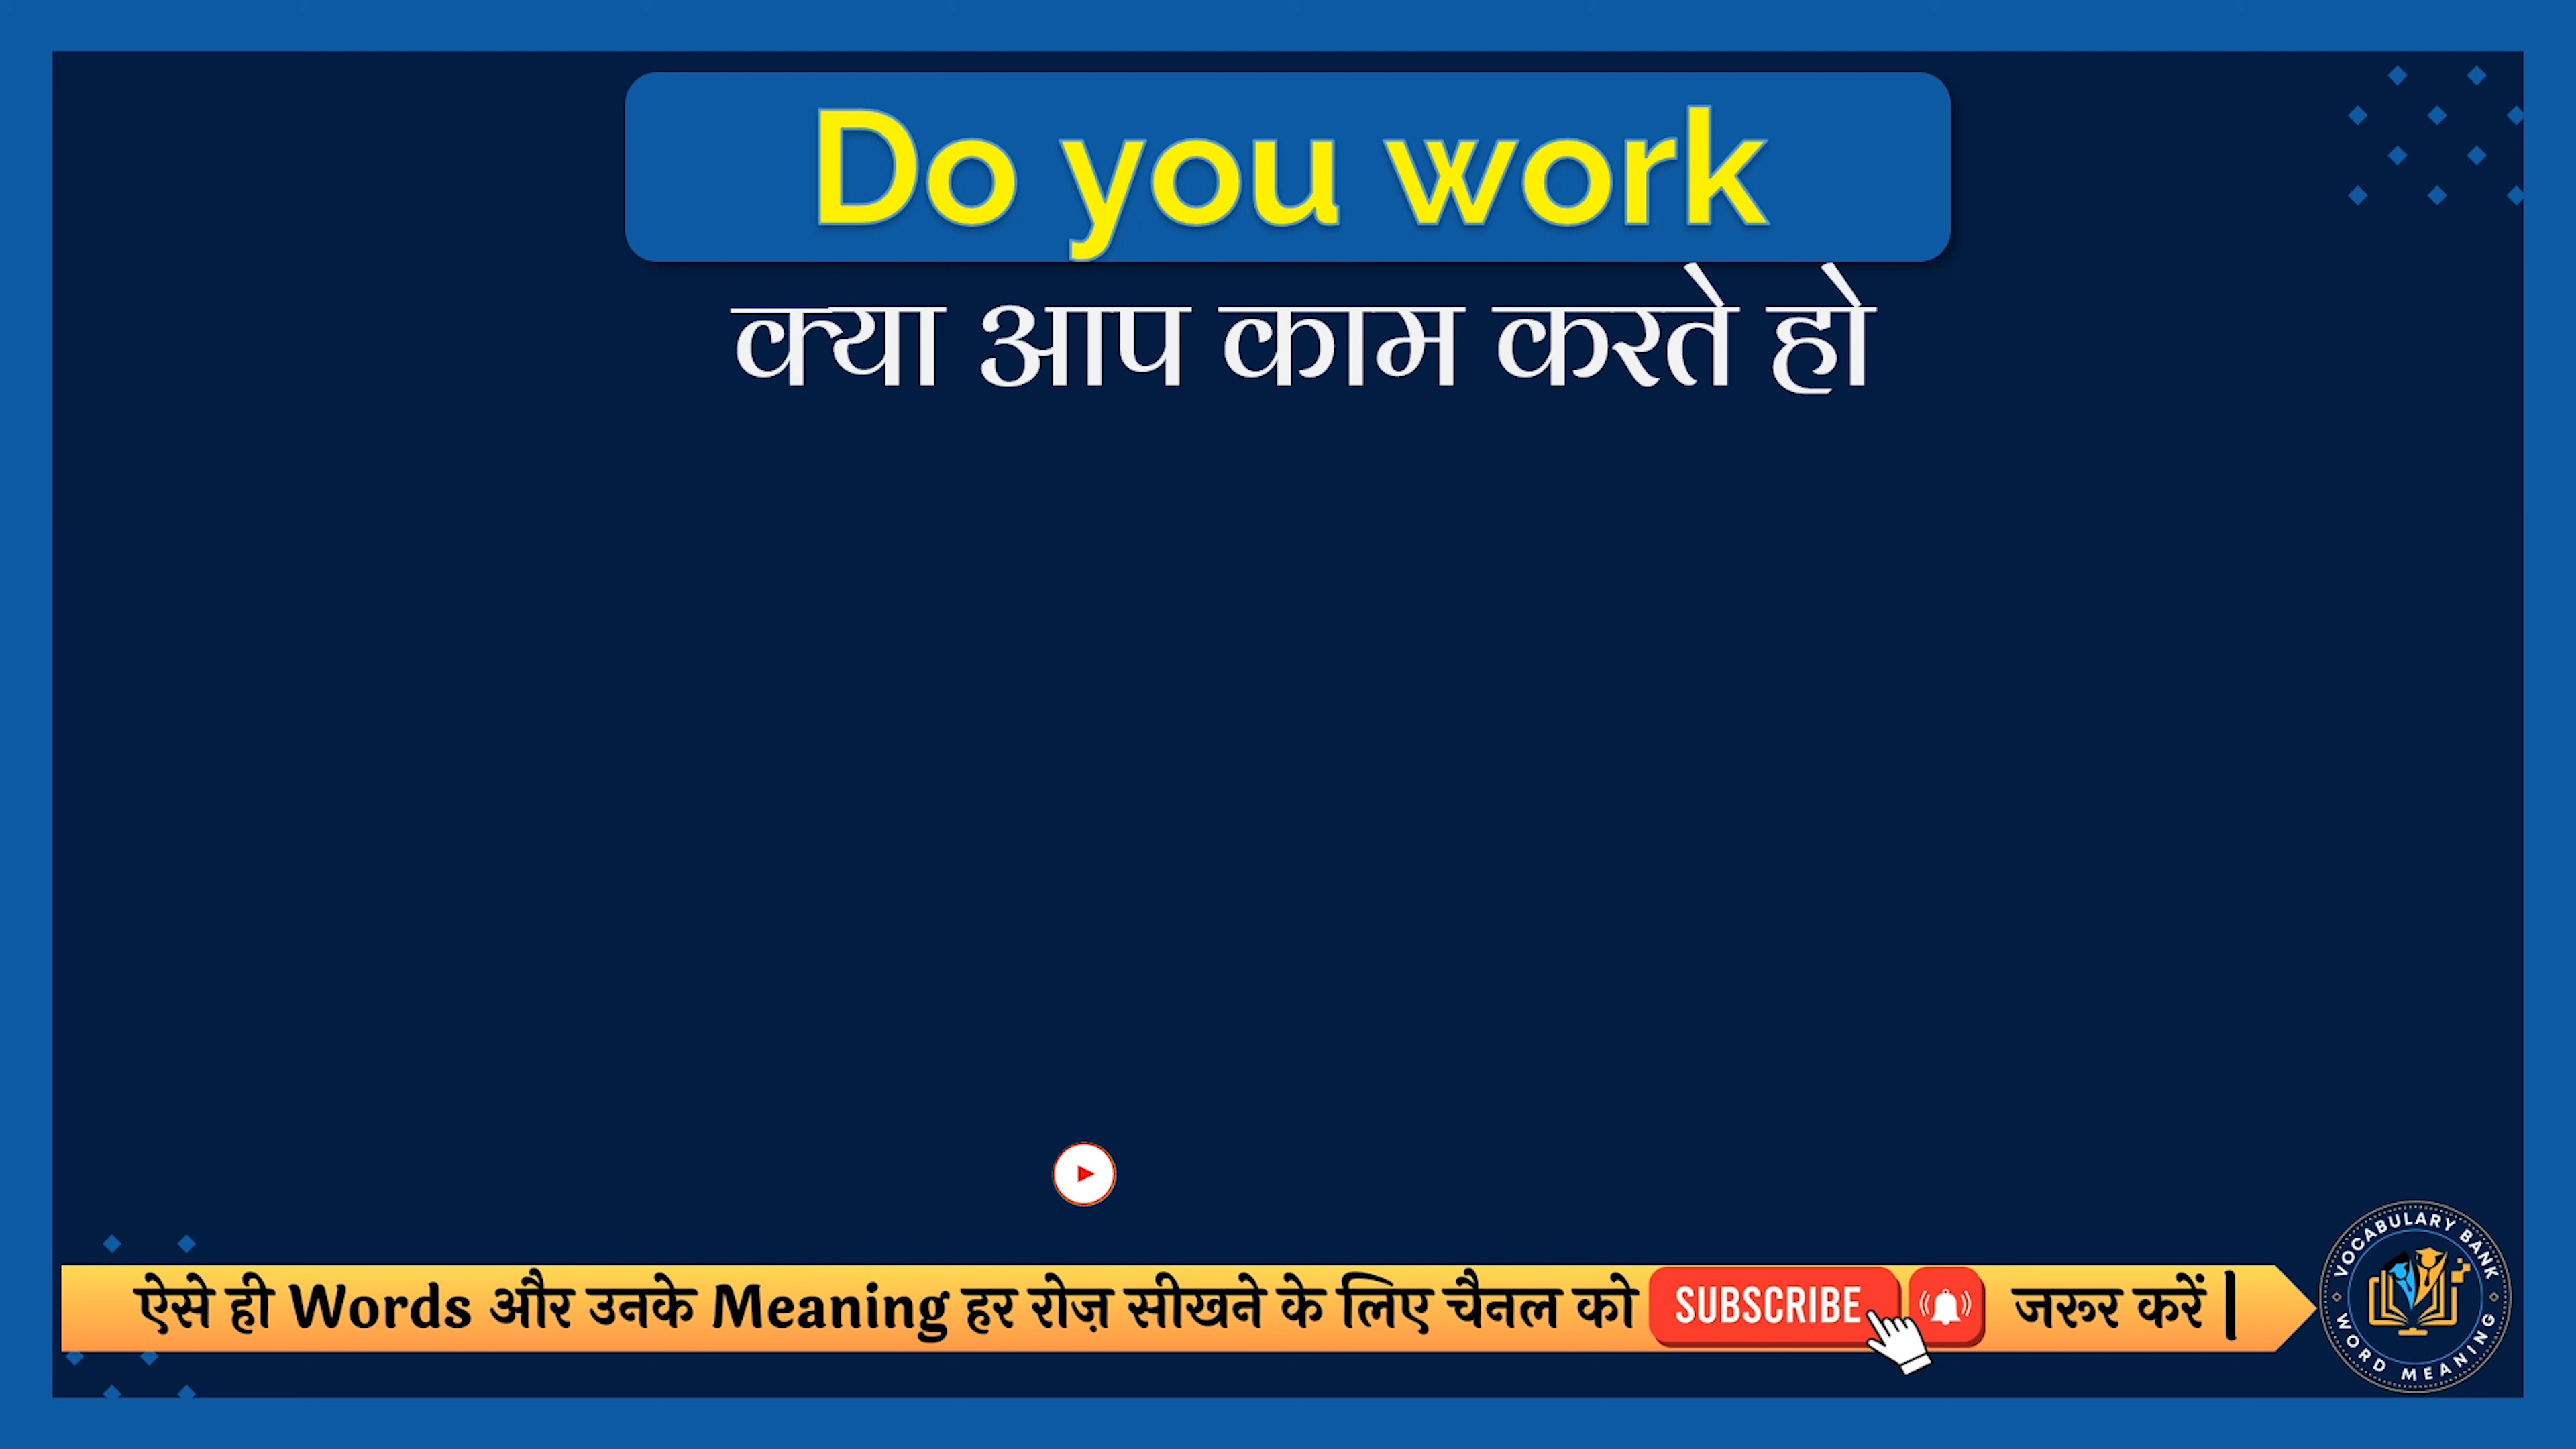 Do you work
क्या आप काम करते हो
ऐसे ही Words और उनके Meaning हर रोज़ सीखने के लिए चैनल को SUBSCRIBE जरूर करें |
VOCABULARY BANK
WORD MEANING